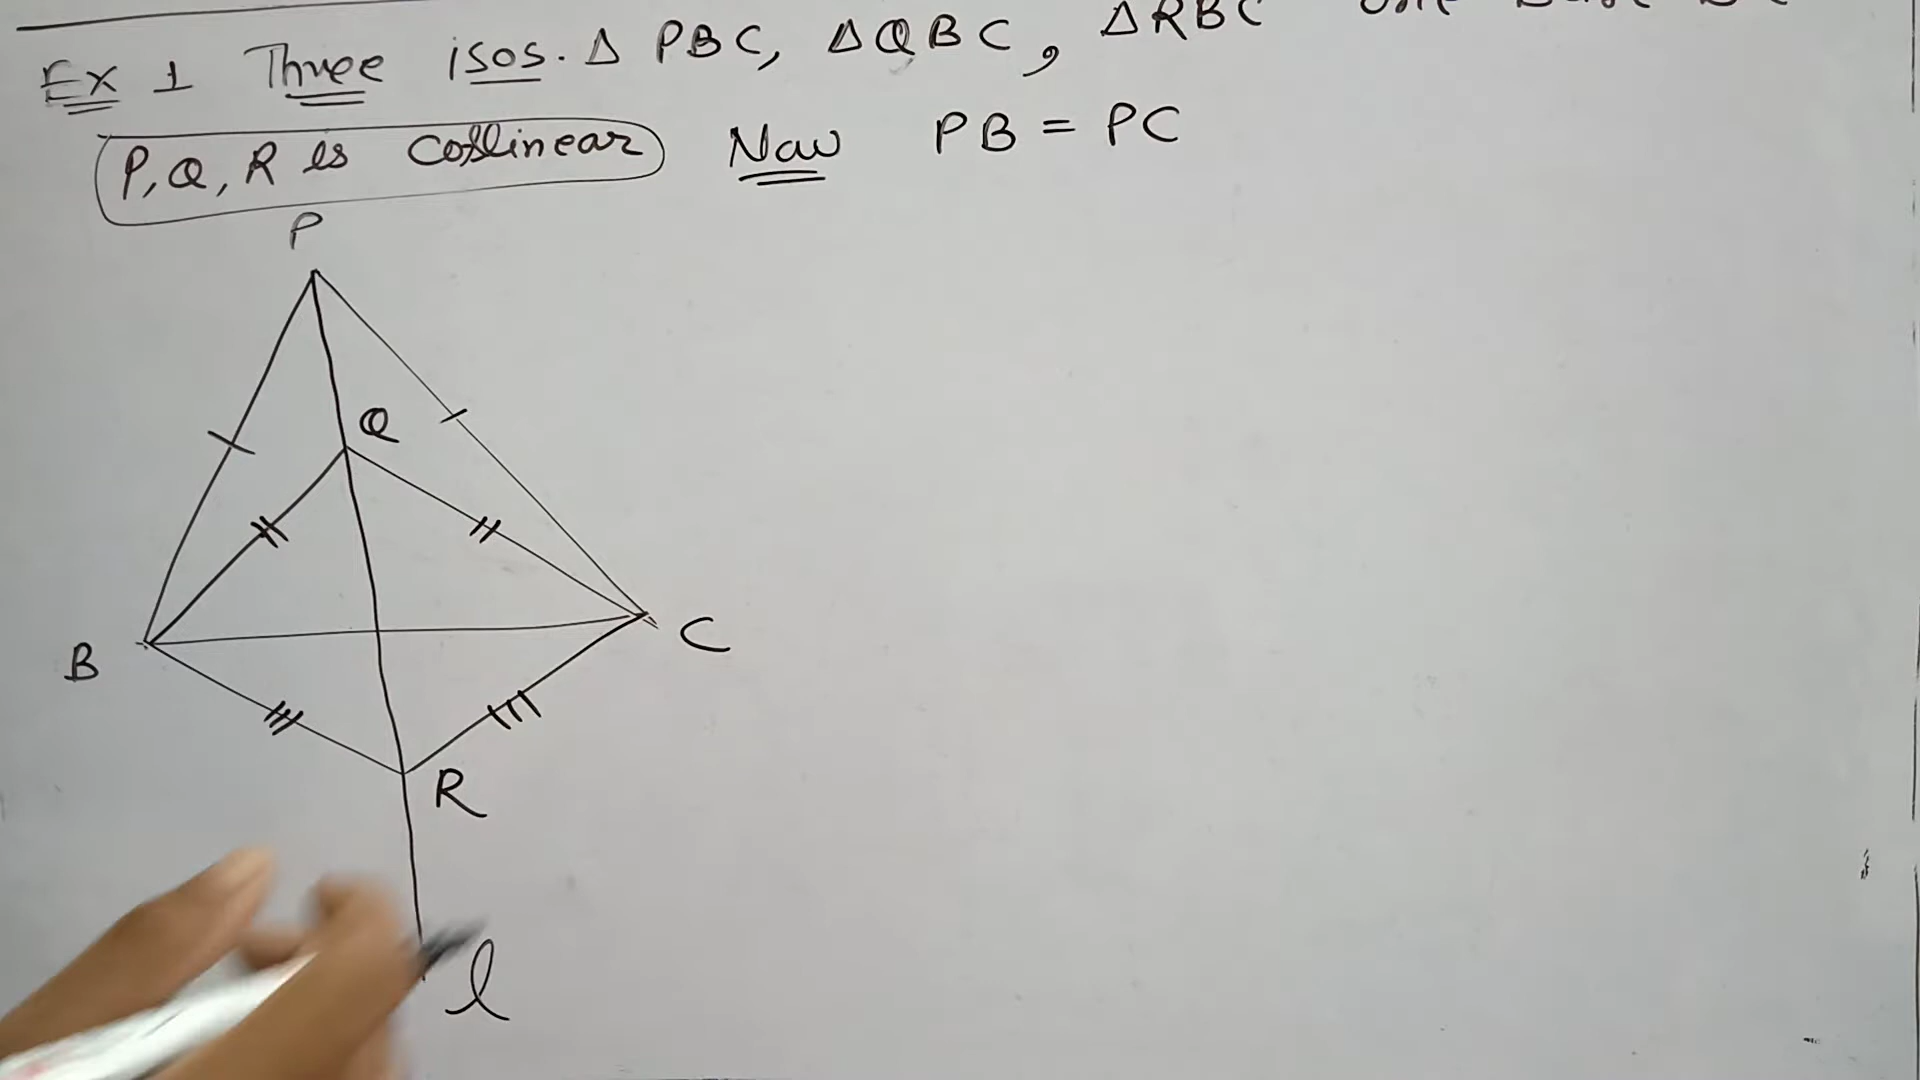 Ex 1 Three isos. Δ PBC, ΔQBC, ΔRBC
P, Q, R is collinear Now PB = PC
P
Q
B
C
R
l